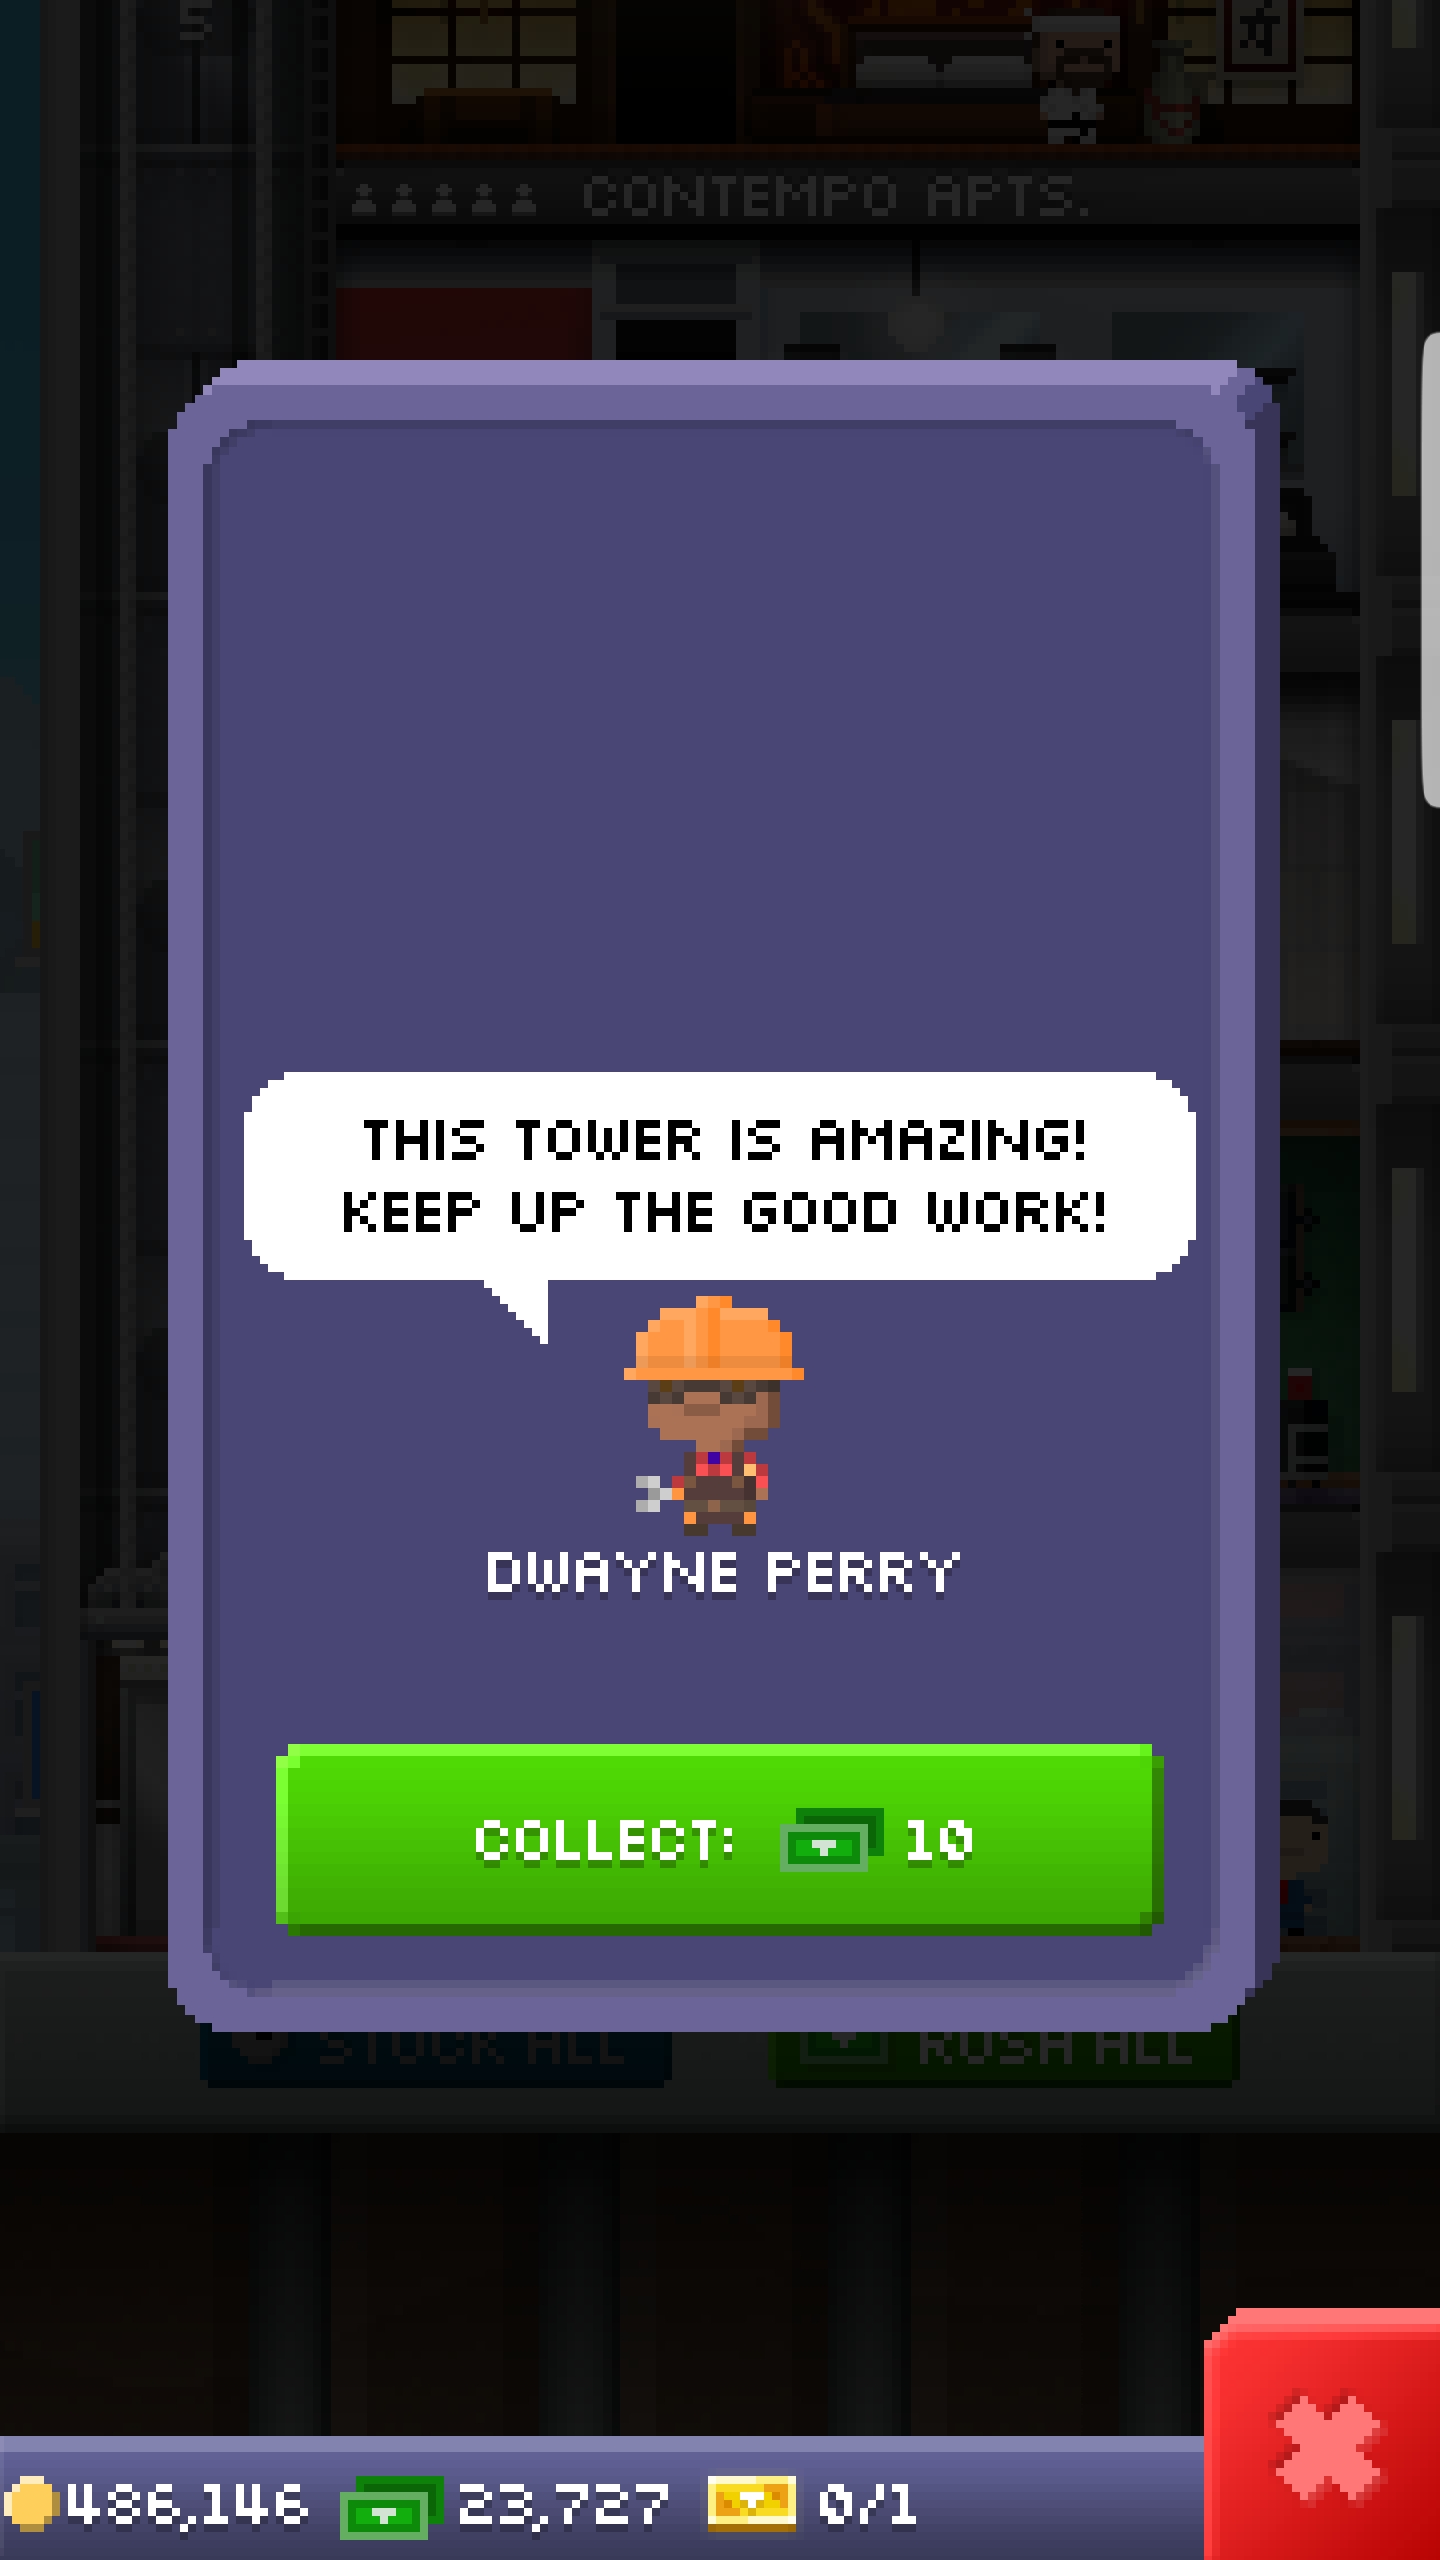 CONTEMPO APTS.
THIS TOWER IS AMAZING!
KEEP UP THE GOOD WORK!
DWAYNE PERRY
COLLECT: 10
STOCK ALL
RUSH ALL
486,146 23,727 0/1